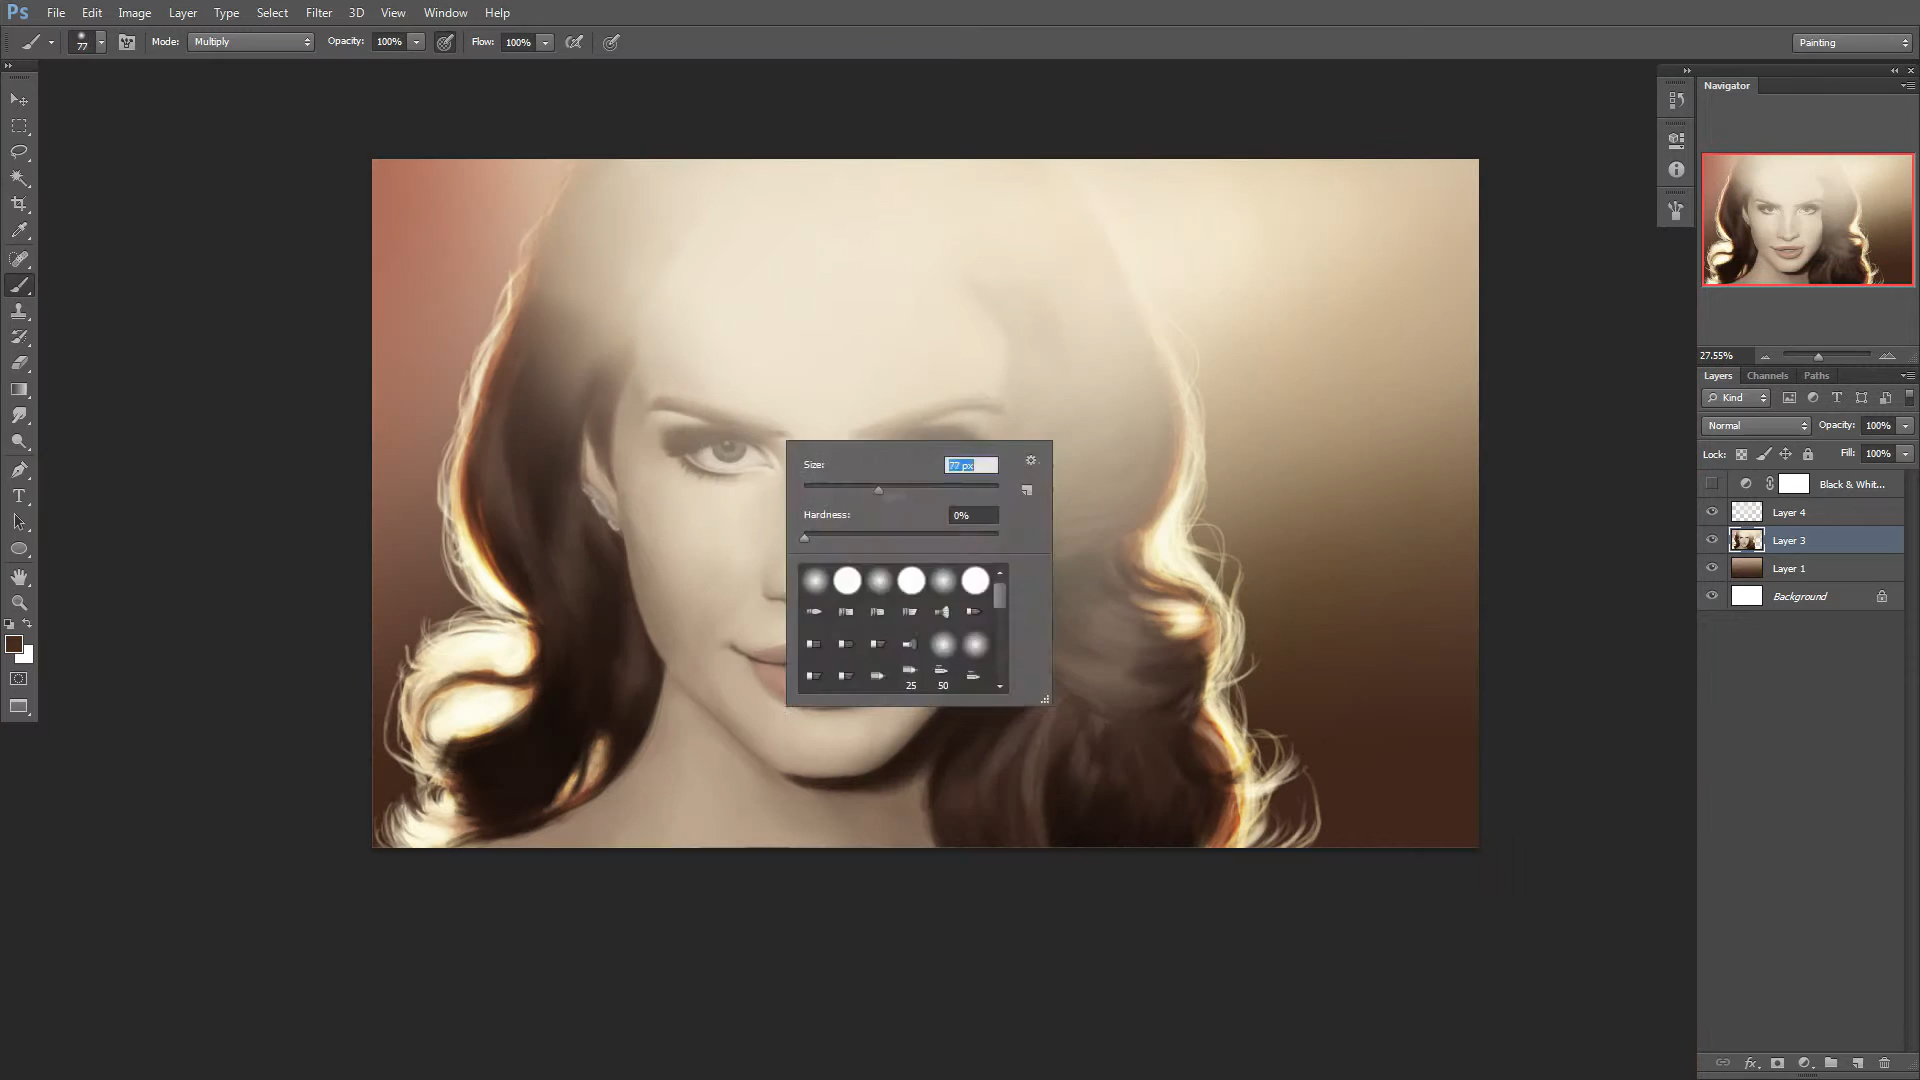 Ps File Edit Image Layer Type Select Filter 3D View Window Help
77 Mode: Multiply Opacity: 100% Flow: 100% Painting
Navigator
27.55%
Layers Channels Paths
Kind T
Normal Opacity: 100%
Lock: Fill: 100%
Black & Whit...
Layer 4
Layer 3
Layer 1
Background
Size: 77 px
Hardness: 0%
25 50
T
fx